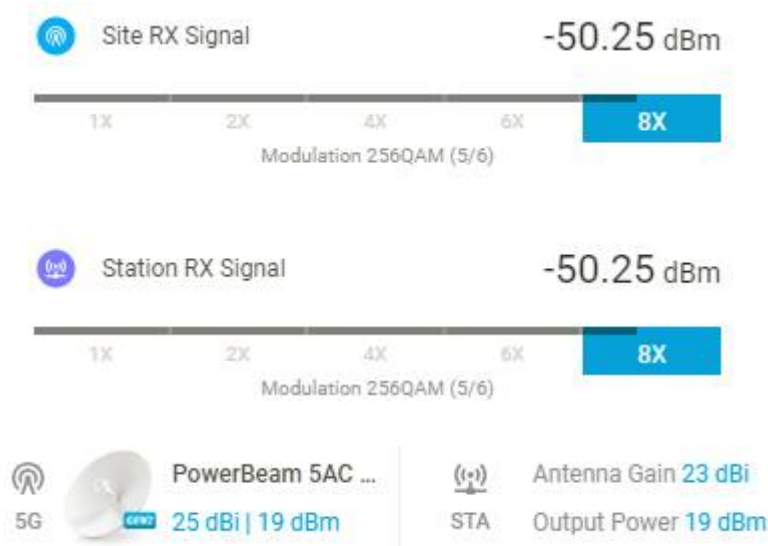 Site RX Signal -50.25 dBm
1X 2X 4X 6X 8X
Modulation 256QAM (5/6)
Station RX Signal -50.25 dBm
1X 2X 4X 6X 8X
Modulation 256QAM (5/6)
PowerBeam 5AC ... Antenna Gain 23 dBi
5G GEN2 25 dBi | 19 dBm STA Output Power 19 dBm